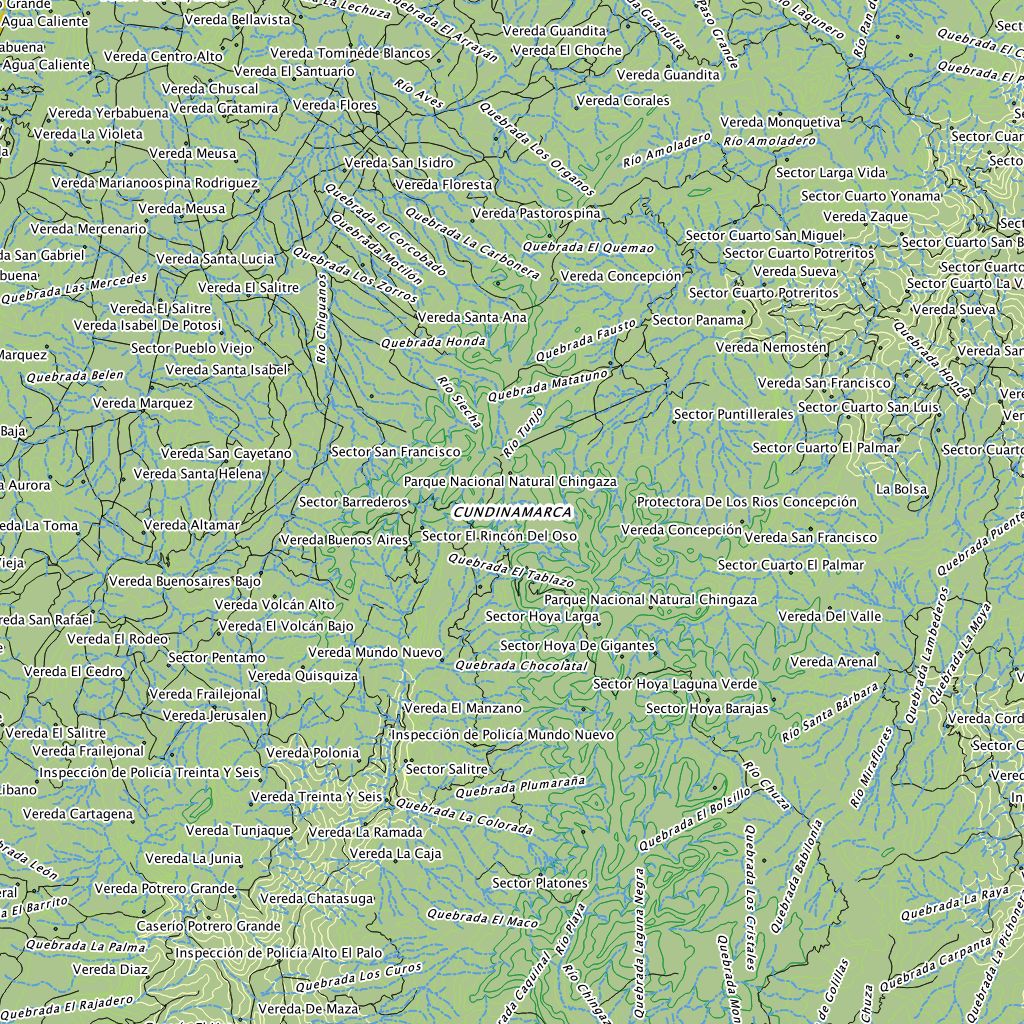 Agua Caliente
Vereda Bellavista
La Lechuza
Quebrada El Arrayán
Vereda Guandita
Paso Grande
Vereda Centro Alto
Vereda Tominéde Blancos
Vereda El Choche
Agua Caliente
Vereda El Santuario
Vereda Guandita
Vereda Chuscal
Río Aves
Vereda Yerbabuena
Vereda Gratamira
Vereda Flores
Vereda Corales
Vereda La Violeta
Quebrada Los Organos
Vereda Monquetiva
Río Amoladero
Río Amoladero
Vereda Meusa
Vereda San Isidro
Sector Larga Vida
Vereda Marianoospina Rodriguez
Vereda Floresta
Sector Cuarto Yonama
Vereda Meusa
Vereda Pastorospina
Vereda Zaque
Vereda Mercenario
Quebrada El Corcobado
Quebrada La Carbonera
Quebrada El Quemao
Sector Cuarto San Miguel
Quebrada Motilón
Vereda Santa Lucia
Quebrada Los Zorros
Sector Cuarto Potreritos
Vereda Sueva
Vereda Concepción
Quebrada Las Mercedes
Vereda El Salitre
Sector Cuarto Potreritos
Vereda El Salitre
Río Chiguanos
Vereda Santa Ana
Sector Panama
Vereda Sueva
Vereda Isabel De Potosi
Quebrada Honda
Quebrada Fausto
Sector Pueblo Viejo
Vereda Nemostén
Quebrada Honda
Quebrada Belen
Vereda Santa Isabel
Río Siecha
Quebrada Matatuno
Vereda San Francisco
Vereda Marquez
Río Tunjo
Sector Puntillerales
Sector Cuarto San Luis
Vereda San Cayetano
Sector San Francisco
Sector Cuarto El Palmar
Vereda Santa Helena
Parque Nacional Natural Chingaza
La Bolsa
Sector Barrederos
CUNDINAMARCA
Protectora De Los Rios Concepción
Vereda Altamar
Vereda Buenos Aires
Sector El Rincón Del Oso
Vereda Concepción
Vereda San Francisco
Quebrada El Tablazo
Sector Cuarto El Palmar
Vereda Buenosaires Bajo
Parque Nacional Natural Chingaza
Vereda Volcán Alto
Sector Hoya Larga
Vereda Del Valle
Quebrada Lambederos
Quebrada La Moya
Vereda El Volcán Bajo
Vereda El Rodeo
Sector Hoya De Gigantes
Sector Pentamo
Vereda Mundo Nuevo
Quebrada Chocolatal
Vereda Arenal
Vereda El Cedro
Vereda Quisquiza
Sector Hoya Laguna Verde
Vereda Frailejonal
Vereda El Manzano
Sector Hoya Barajas
Río Santa Bárbara
Vereda Jerusalen
Vereda El Salitre
Inspección de Policía Mundo Nuevo
Vereda Frailejonal
Vereda Polonia
Río Miraflores
Inspección de Policía Treinta Y Seis
Sector Salitre
Río Chuza
Quebrada Plumaraña
Vereda Treinta Y Seis
Quebrada El Bolsillo
Vereda Cartagena
Quebrada La Colorada
Vereda Tunjaque
Vereda La Ramada
Quebrada Babilonia
Vereda La Junia
Vereda La Caja
Quebrada Los Cristales
Vereda Potrero Grande
Sector Platones
Vereda Chatasuga
Quebrada Laguna Negra
Quebrada La Raya
Quebrada El Maco
Río Playa
Caserío Potrero Grande
Quebrada La Palma
Inspección de Policía Alto El Palo
Quebrada Carpanta
Vereda Diaz
Quebrada Los Curos
Quebrada El Rajadero
Vereda De Maza